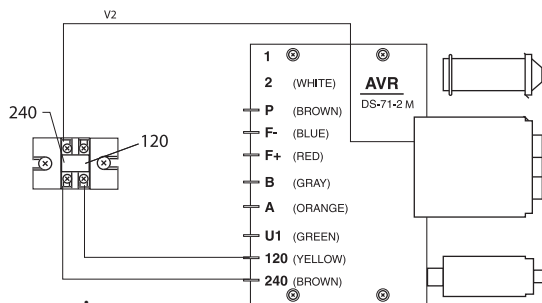 V2
1
2 (WHITE)
AVR
DS-71-2 M
240
P (BROWN)
120
F- (BLUE)
F+ (RED)
B (GRAY)
A (ORANGE)
U1 (GREEN)
120 (YELLOW)
240 (BROWN)